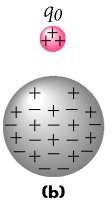 q₀
+ + +
+ +
+ − − +
− + + −
+ − − +
− + + −
− + + −
− −
(b)